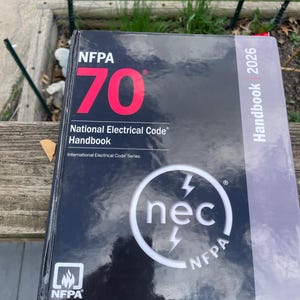 NFPA
70®
National Electrical Code®
Handbook
International Electrical Code® Series
Handbook 2026
nec®
NFPA
NFPA